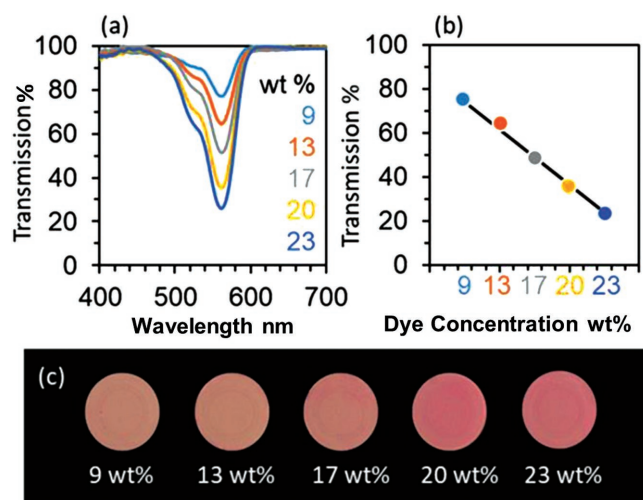 (a)
100
80
60
40
20
0
Transmission%
400
500
600
700
Wavelength nm
wt %
9
13
17
20
23
(b)
100
80
60
40
20
0
Transmission %
9
13
17
20
23
Dye Concentration wt%
(c)
9 wt%
13 wt%
17 wt%
20 wt%
23 wt%